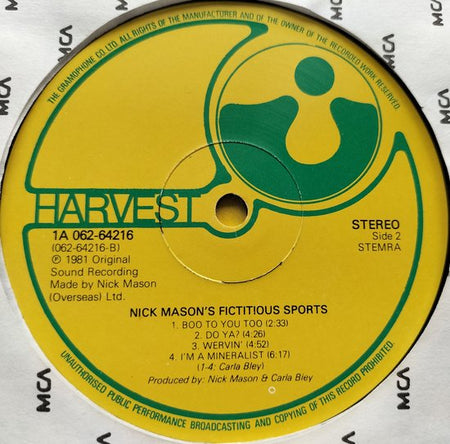 THE GRAMOPHONE CO LTD. ALL RIGHTS OF THE MANUFACTURER AND OF THE OWNER OF THE RECORDED WORK RESERVED.
HARVEST
1A 062-64216
(062-64216-B)
℗ 1981 Original
Sound Recording
Made by Nick Mason
(Overseas) Ltd.
STEREO
Side 2
STEMRA
NICK MASON'S FICTITIOUS SPORTS
1. BOO TO YOU TOO (2:33)
2. DO YA? (4.26)
3. WERVIN' (4:52)
4. I'M A MINERALIST (6:17)
(1-4: Carla Bley)
Produced by: Nick Mason & Carla Bley
UNAUTHORISED PUBLIC PERFORMANCE BROADCASTING AND COPYING OF THIS RECORD PROHIBITED.
MCA
MCA
MCA
MCA
MCA
MCA